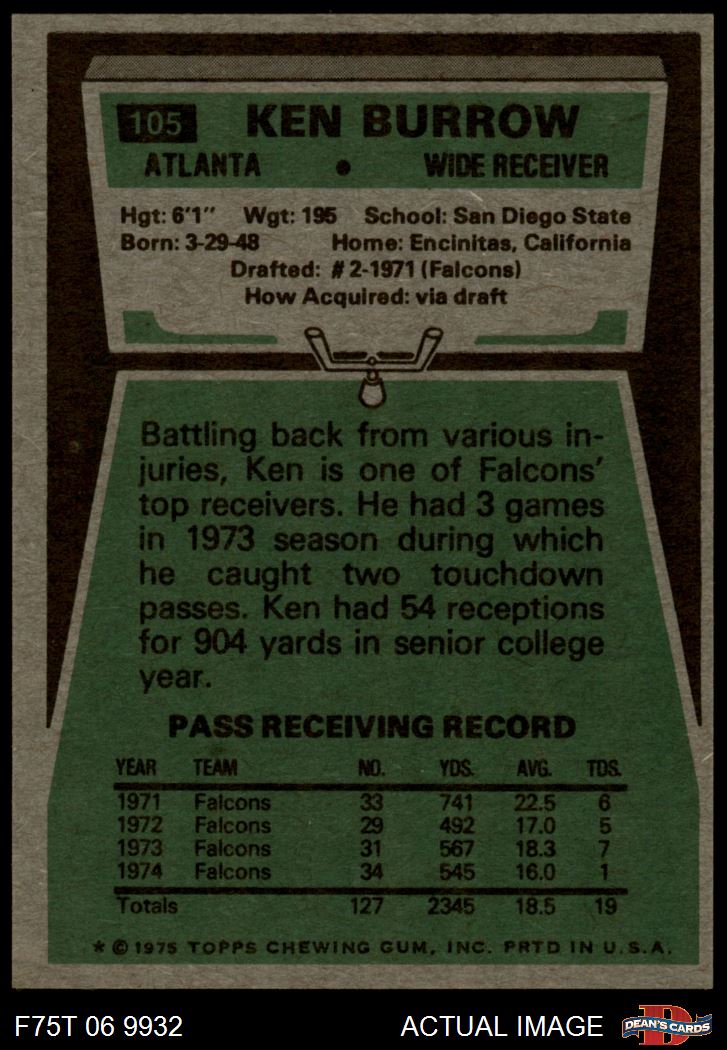 105 KEN BURROW
ATLANTA • WIDE RECEIVER
Hgt: 6'1" Wgt: 195 School: San Diego State
Born: 3-29-48 Home: Encinitas, California
Drafted: #2-1971 (Falcons)
How Acquired: via draft
Battling back from various in-
juries, Ken is one of Falcons'
top receivers. He had 3 games
in 1973 season during which
he caught two touchdown
passes. Ken had 54 receptions
for 904 yards in senior college
year.
PASS RECEIVING RECORD
YEAR TEAM NO. YDS. AVG. TDS.
1971 Falcons 33 741 22.5 6
1972 Falcons 29 492 17.0 5
1973 Falcons 31 567 18.3 7
1974 Falcons 34 545 16.0 1
Totals 127 2345 18.5 19
* © 1975 TOPPS CHEWING GUM, INC. PRTD IN U.S.A.
F75T 06 9932 ACTUAL IMAGE D DEAN'S CARDS